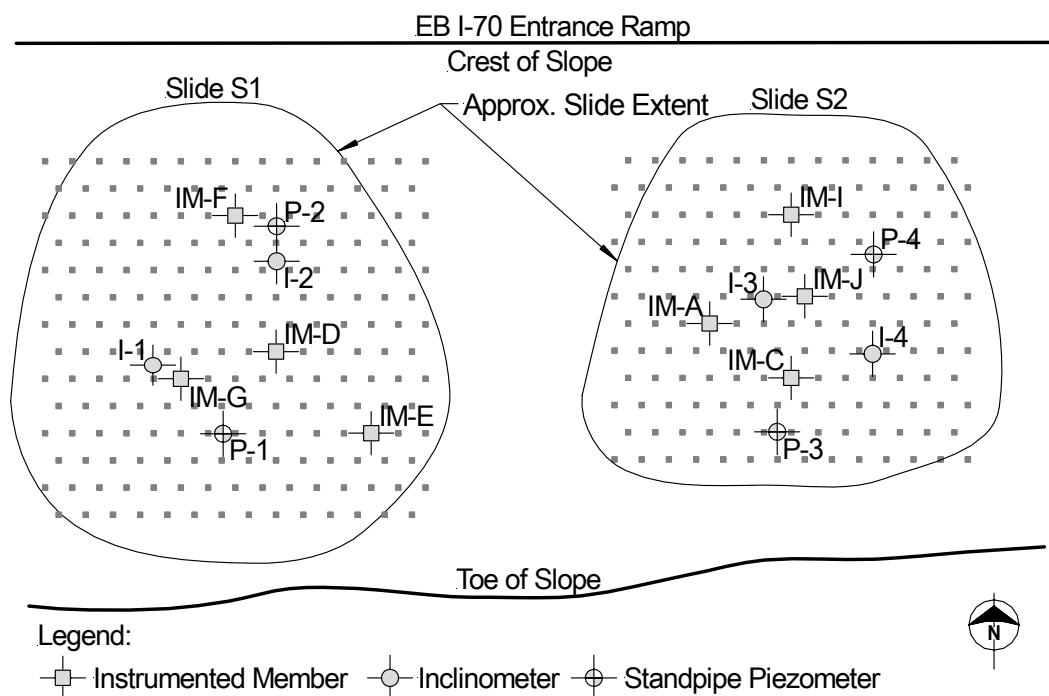 EB I-70 Entrance Ramp
Crest of Slope
Slide S1
Approx. Slide Extent
Slide S2
IM-F
P-2
I-2
IM-D
I-1
IM-G
IM-E
P-1
IM-I
P-4
I-3
IM-J
IM-A
I-4
IM-C
P-3
Toe of Slope
N
Legend:
Instrumented Member Inclinometer Standpipe Piezometer